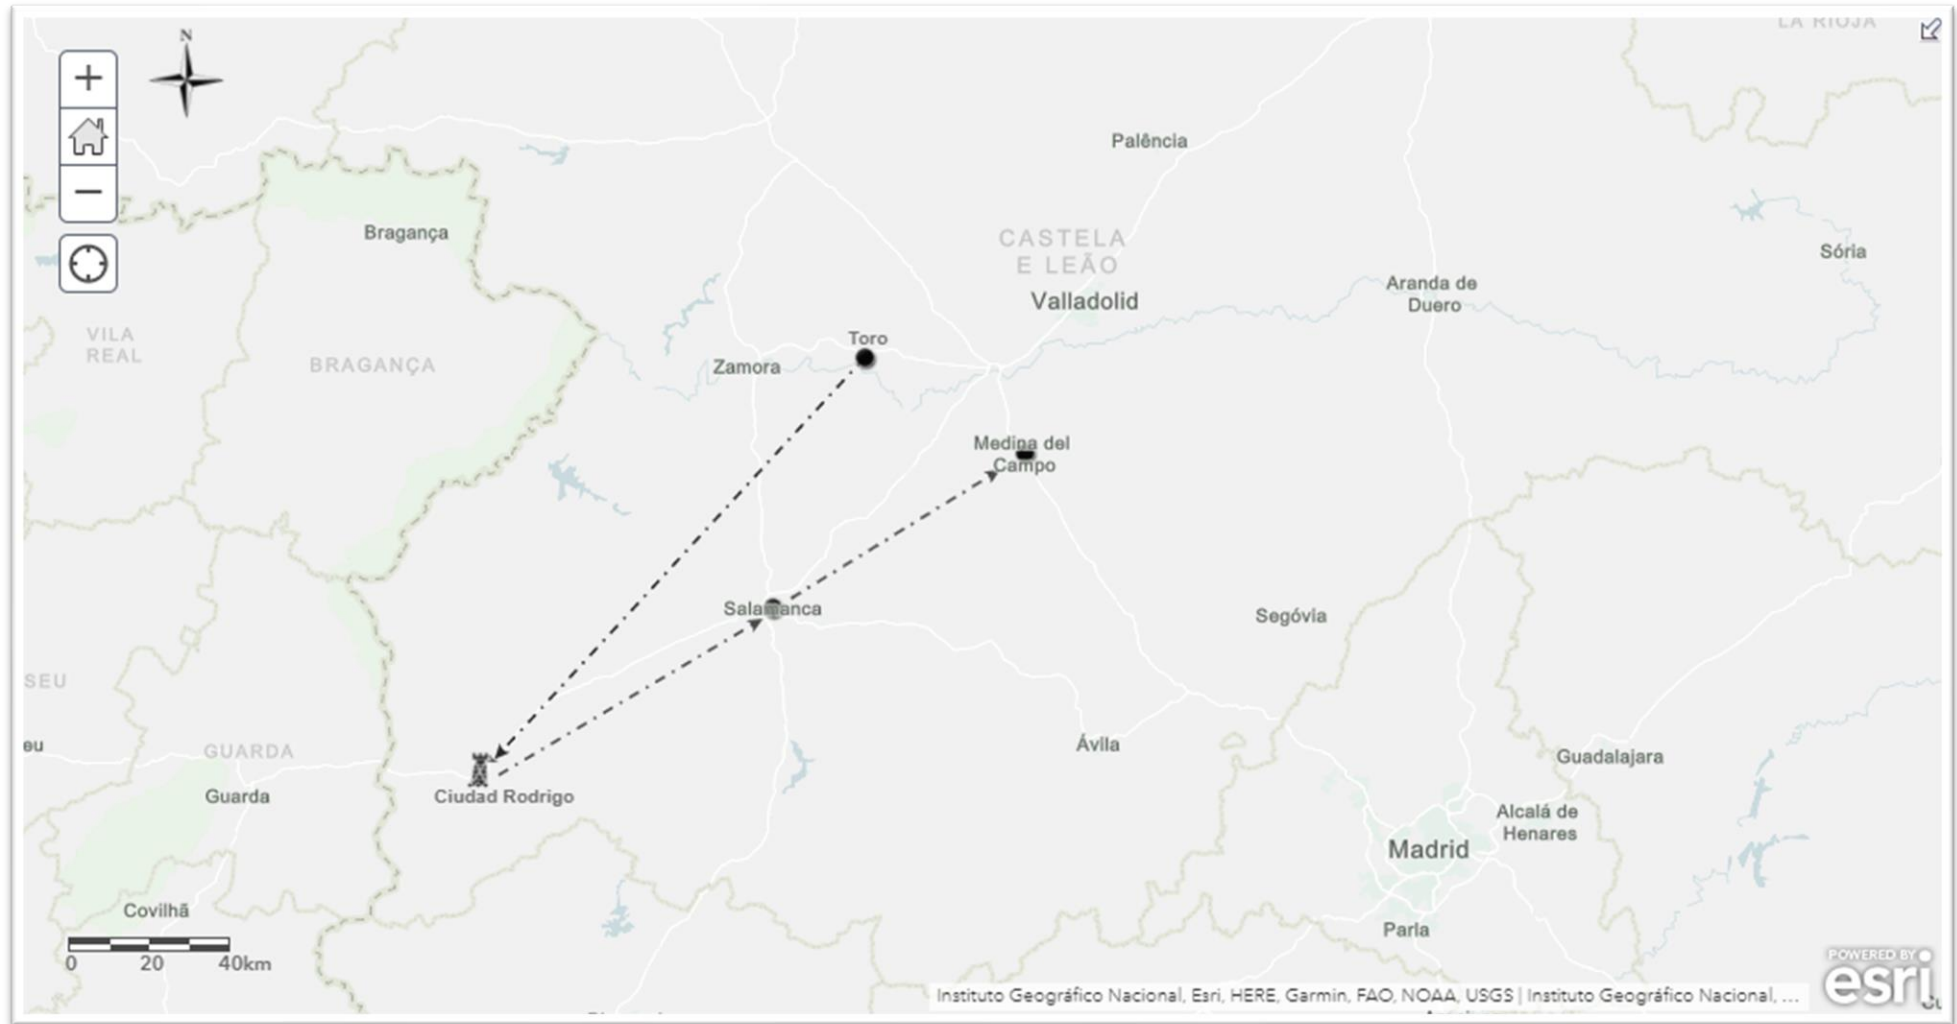 LA RIOJA
N
+
−
Palência
Bragança
CASTELA
E LEÃO
Sória
Aranda de
Duero
Valladolid
VILA
REAL
BRAGANÇA
Toro
Zamora
Medina del
Campo
Salamanca
Segóvia
SEU
eu
GUARDA
Ávila
Guadalajara
Guarda
Ciudad Rodrigo
Alcalá de
Henares
Madrid
Covilhã
Parla
0 20 40km
POWERED BY
esri
Instituto Geográfico Nacional, Esri, HERE, Garmin, FAO, NOAA, USGS | Instituto Geográfico Nacional, ...